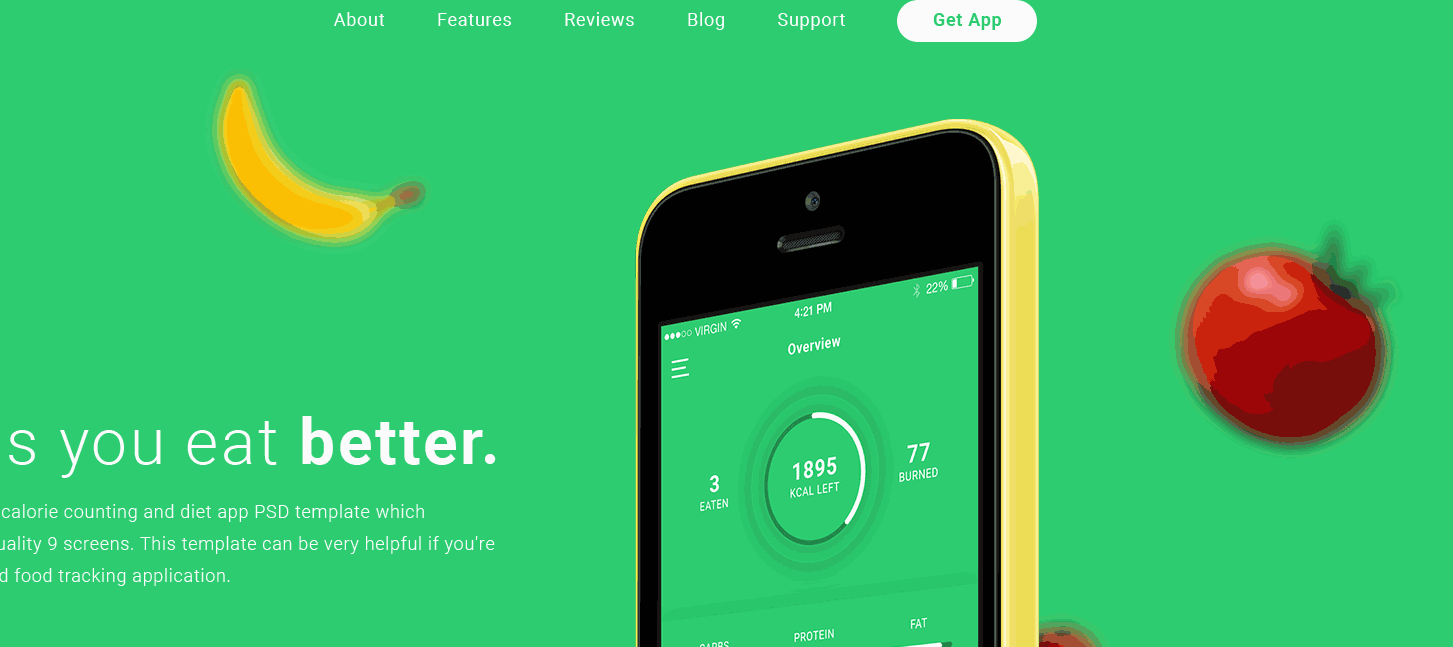 About Features Reviews Blog Support Get App
22%
4:21 PM
VIRGIN
Overview
1895
KCAL LEFT
77
BURNED
3
EATEN
s you eat better.
calorie counting and diet app PSD template which
uality 9 screens. This template can be very helpful if you're
d food tracking application.
FAT
PROTEIN